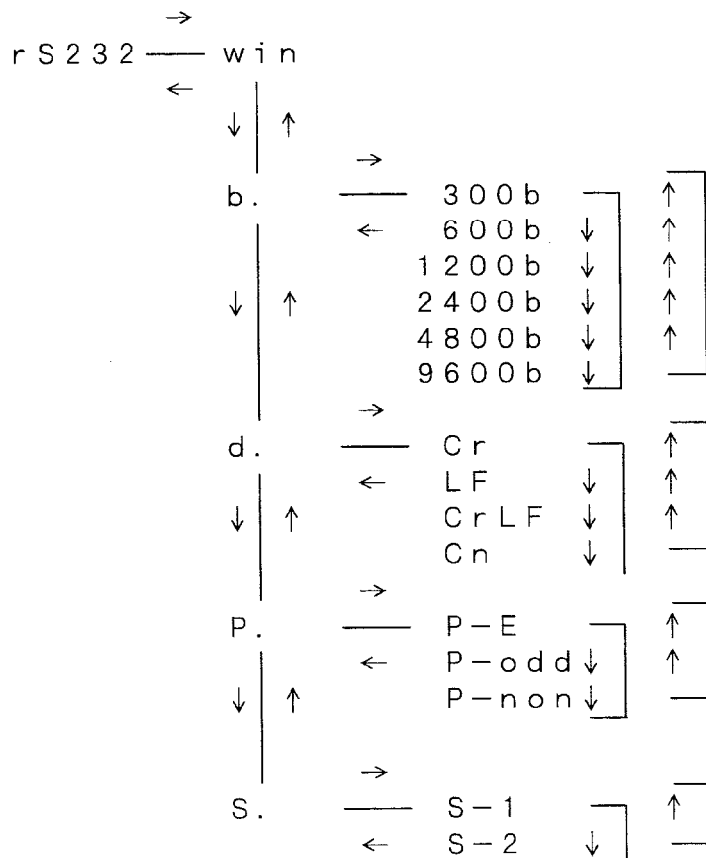 rS232 win
b. 300b
600b
1200b
2400b
4800b
9600b
d. Cr
LF
CrLF
Cn
P. P-E
P-odd
P-non
S. S-1
S-2